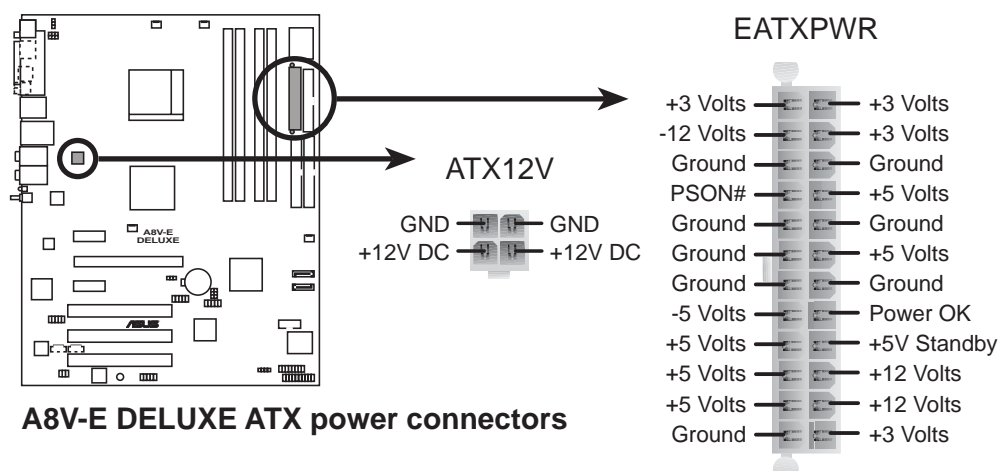 EATXPWR
+3 Volts +3 Volts
-12 Volts +3 Volts
Ground Ground
PSON# +5 Volts
Ground Ground
Ground +5 Volts
Ground Ground
-5 Volts Power OK
+5 Volts +5V Standby
+5 Volts +12 Volts
+5 Volts +12 Volts
Ground +3 Volts
ATX12V
GND GND
+12V DC +12V DC
A8V-E
DELUXE
ASUS
A8V-E DELUXE ATX power connectors